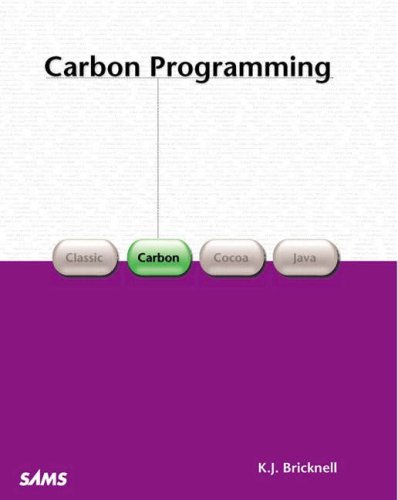 Carbon Programming
Classic
Carbon
Cocoa
Java
K.J. Bricknell
SAMS